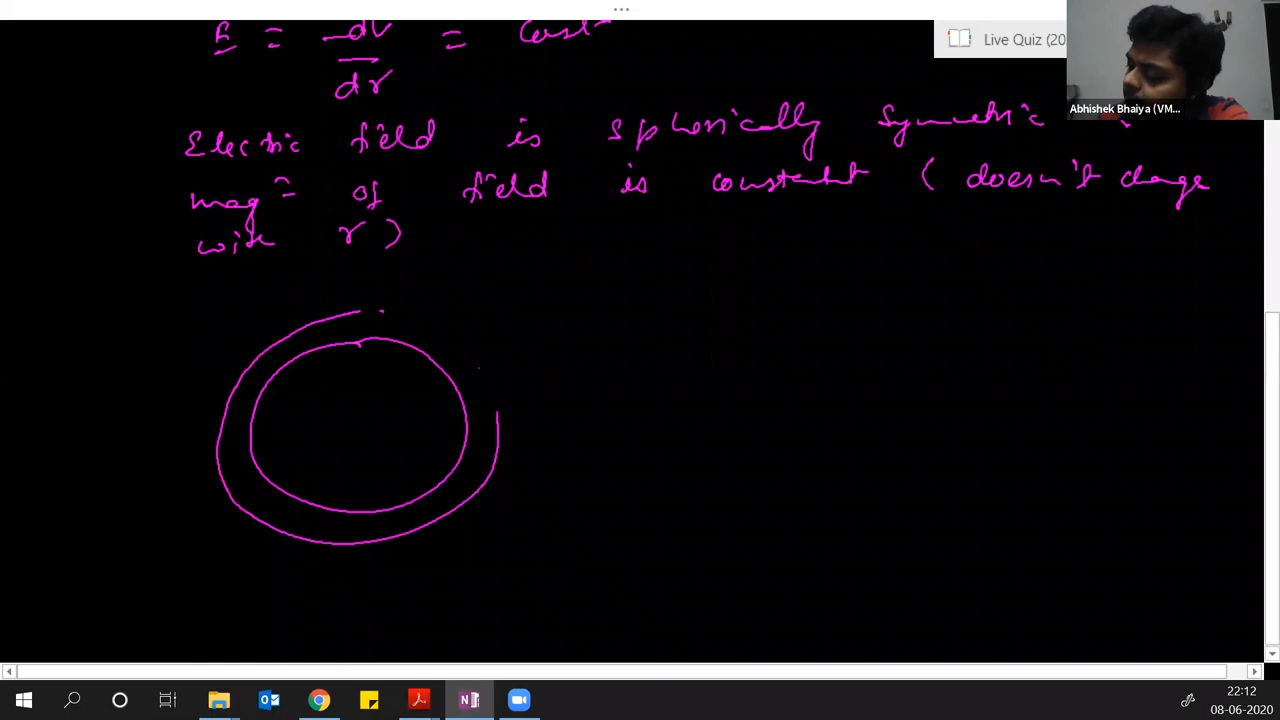 ...
E = -dV/dr = const
Live Quiz (20
Abhishek Bhaiya (VM...
Electric field is spherically symmetric &
magⁿ of field is constant ( doesn't change
with r )
22:12
08-06-2020